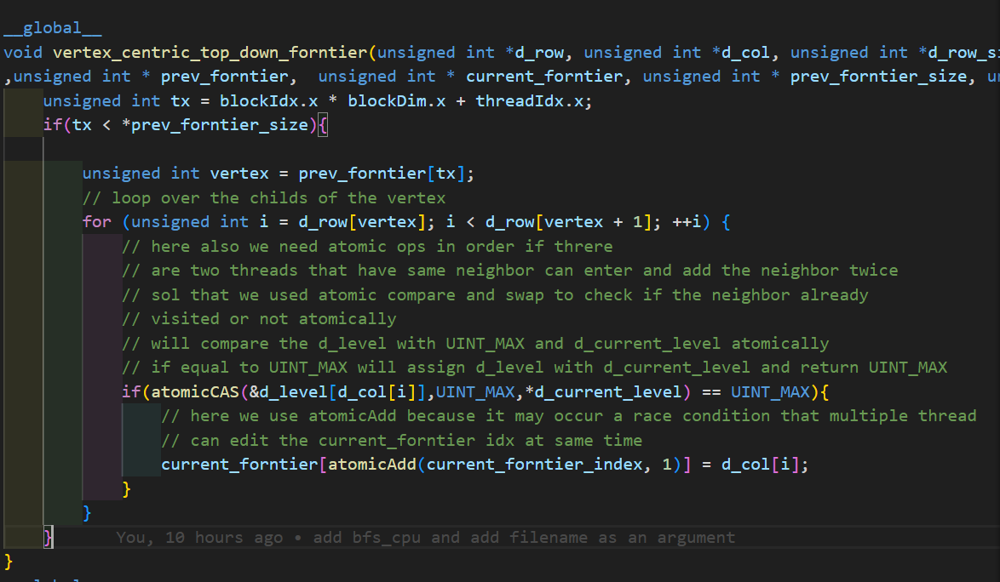 __global__
void vertex_centric_top_down_forntier(unsigned int *d_row, unsigned int *d_col, unsigned int *d_row_si
,unsigned int * prev_forntier,  unsigned int * current_forntier, unsigned int * prev_forntier_size, un
unsigned int tx = blockIdx.x * blockDim.x + threadIdx.x;
if(tx < *prev_forntier_size){
unsigned int vertex = prev_forntier[tx];
// loop over the childs of the vertex
for (unsigned int i = d_row[vertex]; i < d_row[vertex + 1]; ++i) {
// here also we need atomic ops in order if threre
// are two threads that have same neighbor can enter and add the neighbor twice
// sol that we used atomic compare and swap to check if the neighbor already
// visited or not atomically
// will compare the d_level with UINT_MAX and d_current_level atomically
// if equal to UINT_MAX will assign d_level with d_current_level and return UINT_MAX
if(atomicCAS(&d_level[d_col[i]],UINT_MAX,*d_current_level) == UINT_MAX){
// here we use atomicAdd because it may occur a race condition that multiple thread
// can edit the current_forntier idx at same time
current_forntier[atomicAdd(current_forntier_index, 1)] = d_col[i];
}
}
} You, 10 hours ago • add bfs_cpu and add filename as an argument
}